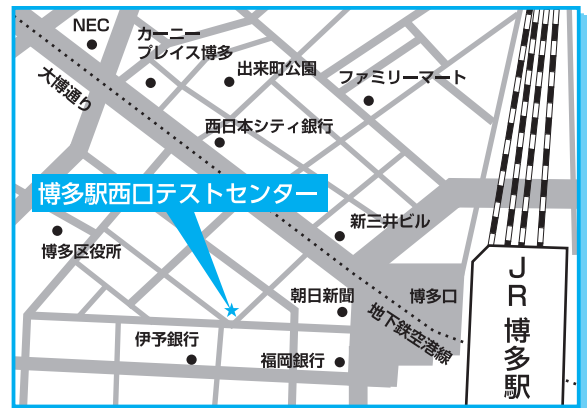 NEC
カーニー
プレイス博多
出来町公園
ファミリーマート
大博通り
西日本シティ銀行
博多駅西口テストセンター
新三井ビル
博多区役所
朝日新聞
博多口
地下鉄空港線
伊予銀行
福岡銀行
JR博多駅